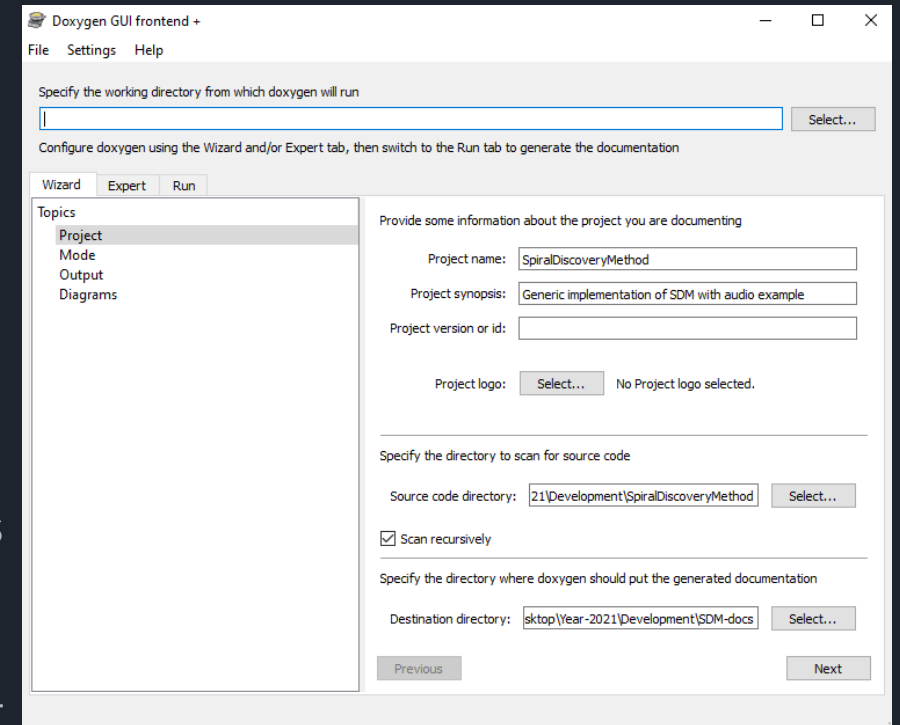 Doxygen GUI frontend +
File Settings Help
Specify the working directory from which doxygen will run
Select...
Configure doxygen using the Wizard and/or Expert tab, then switch to the Run tab to generate the documentation
Wizard Expert Run
Topics
Project
Mode
Output
Diagrams
Provide some information about the project you are documenting
Project name: SpiralDiscoveryMethod
Project synopsis: Generic implementation of SDM with audio example
Project version or id:
Project logo: Select... No Project logo selected.
Specify the directory to scan for source code
Source code directory: 21\Development\SpiralDiscoveryMethod Select...
Scan recursively
Specify the directory where doxygen should put the generated documentation
Destination directory: sktop\Year-2021\Development\SDM-docs Select...
Previous Next